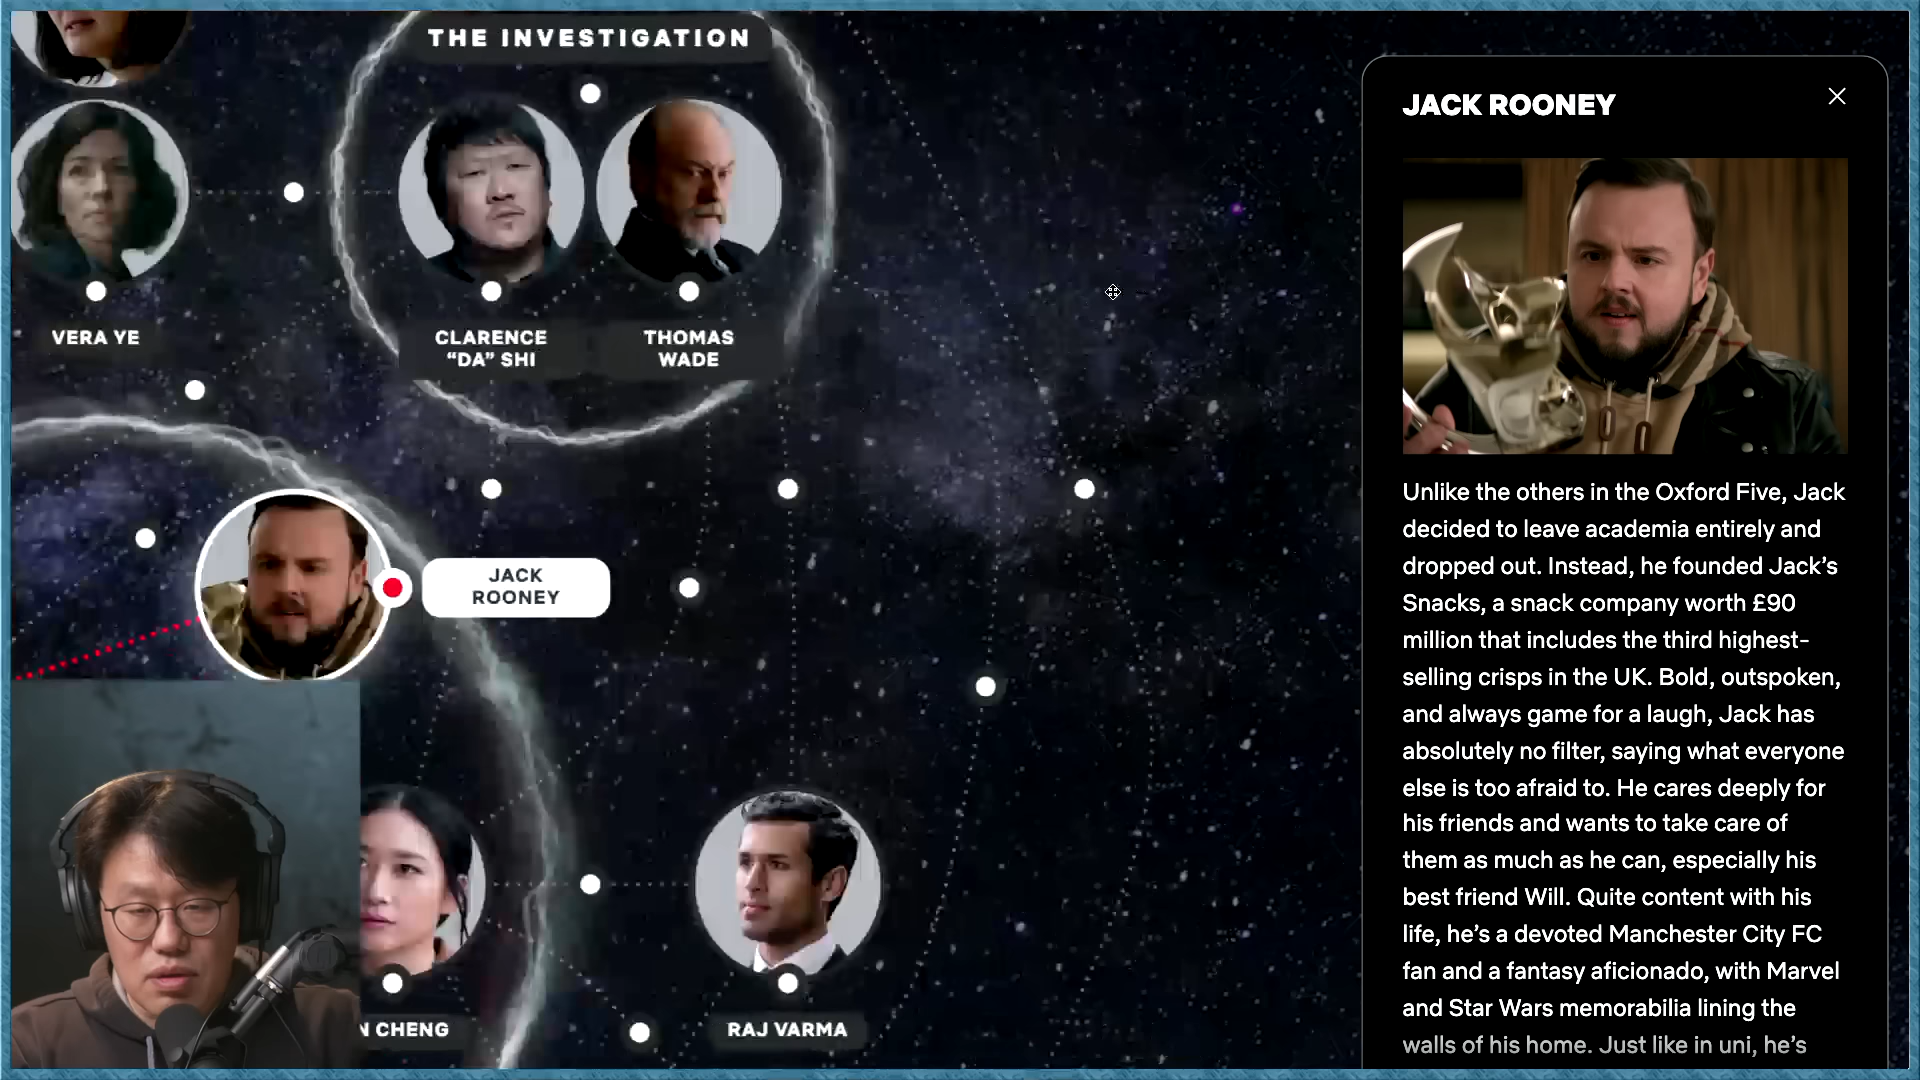 THE INVESTIGATION
VERA YE
CLARENCE
“DA” SHI
THOMAS
WADE
JACK
ROONEY
N CHENG
RAJ VARMA
JACK ROONEY
Unlike the others in the Oxford Five, Jack
decided to leave academia entirely and
dropped out. Instead, he founded Jack’s
Snacks, a snack company worth £90
million that includes the third highest-
selling crisps in the UK. Bold, outspoken,
and always game for a laugh, Jack has
absolutely no filter, saying what everyone
else is too afraid to. He cares deeply for
his friends and wants to take care of
them as much as he can, especially his
best friend Will. Quite content with his
life, he’s a devoted Manchester City FC
fan and a fantasy aficionado, with Marvel
and Star Wars memorabilia lining the
walls of his home. Just like in uni, he’s